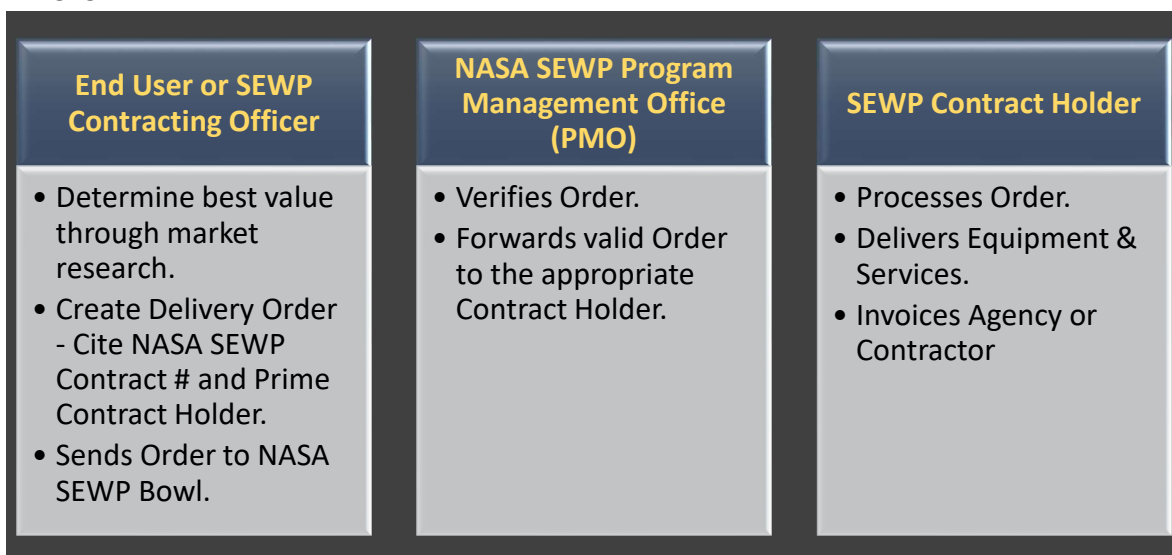 End User or SEWP
Contracting Officer
• Determine best value
through market
research.
• Create Delivery Order
- Cite NASA SEWP
Contract # and Prime
Contract Holder.
• Sends Order to NASA
SEWP Bowl.
NASA SEWP Program
Management Office
(PMO)
• Verifies Order.
• Forwards valid Order
to the appropriate
Contract Holder.
SEWP Contract Holder
• Processes Order.
• Delivers Equipment &
Services.
• Invoices Agency or
Contractor